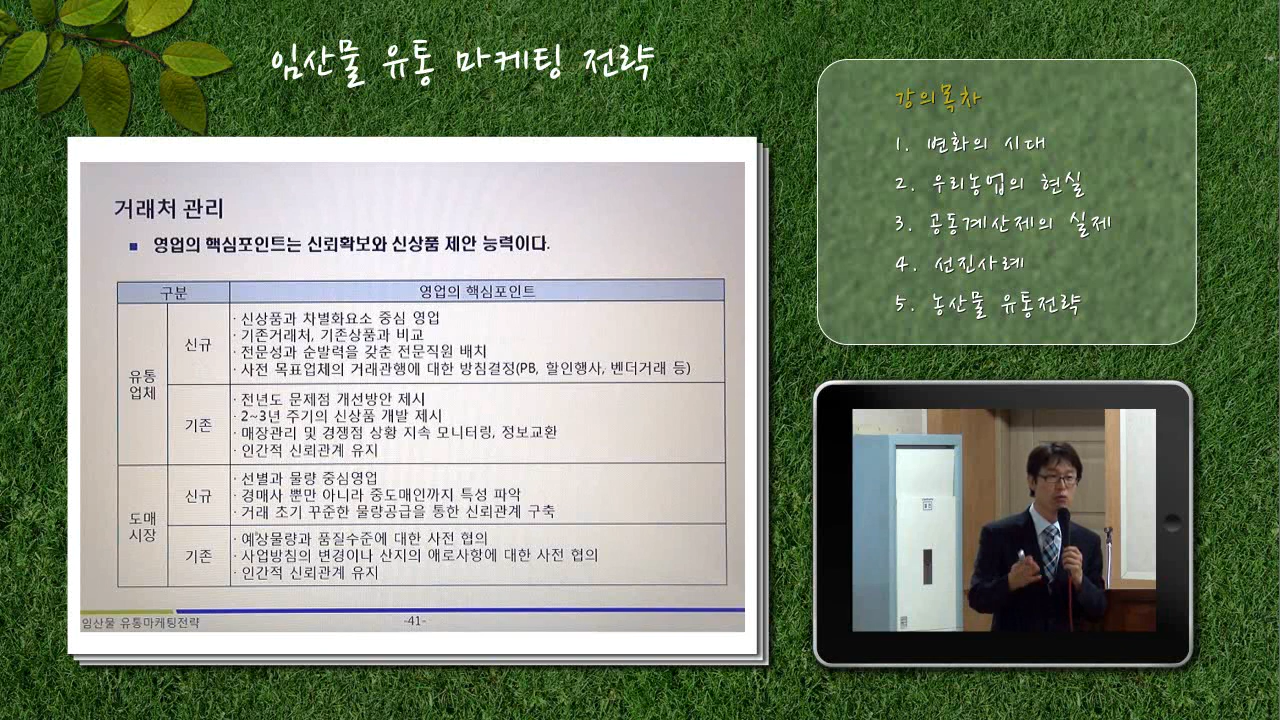 임산물 유통 마케팅 전략
강의목차
1. 변화의 시대
2. 우리농업의 현실
3. 공동계산제의 실제
4. 선진사례
5. 농산물 유통전략
거래처 관리
■ 영업의 핵심포인트는 신뢰확보와 신상품 제안 능력이다.
구분 영업의 핵심포인트
유통
업체
신규
· 신상품과 차별화요소 중심 영업
· 기존거래처, 기존상품과 비교
· 전문성과 순발력을 갖춘 전문직원 배치
· 사전 목표업체의 거래관행에 대한 방침결정(PB, 할인행사, 벤더거래 등)
기존
· 전년도 문제점 개선방안 제시
· 2~3년 주기의 신상품 개발 제시
· 매장관리 및 경쟁점 상황 지속 모니터링, 정보교환
· 인간적 신뢰관계 유지
도매
시장
신규
· 선별과 물량 중심영업
· 경매사 뿐만 아니라 중도매인까지 특성 파악
· 거래 초기 꾸준한 물량공급을 통한 신뢰관계 구축
기존
· 예상물량과 품질수준에 대한 사전 협의
· 사업방침의 변경이나 산지의 애로사항에 대한 사전 협의
· 인간적 신뢰관계 유지
임산물 유통마케팅전략
-41-